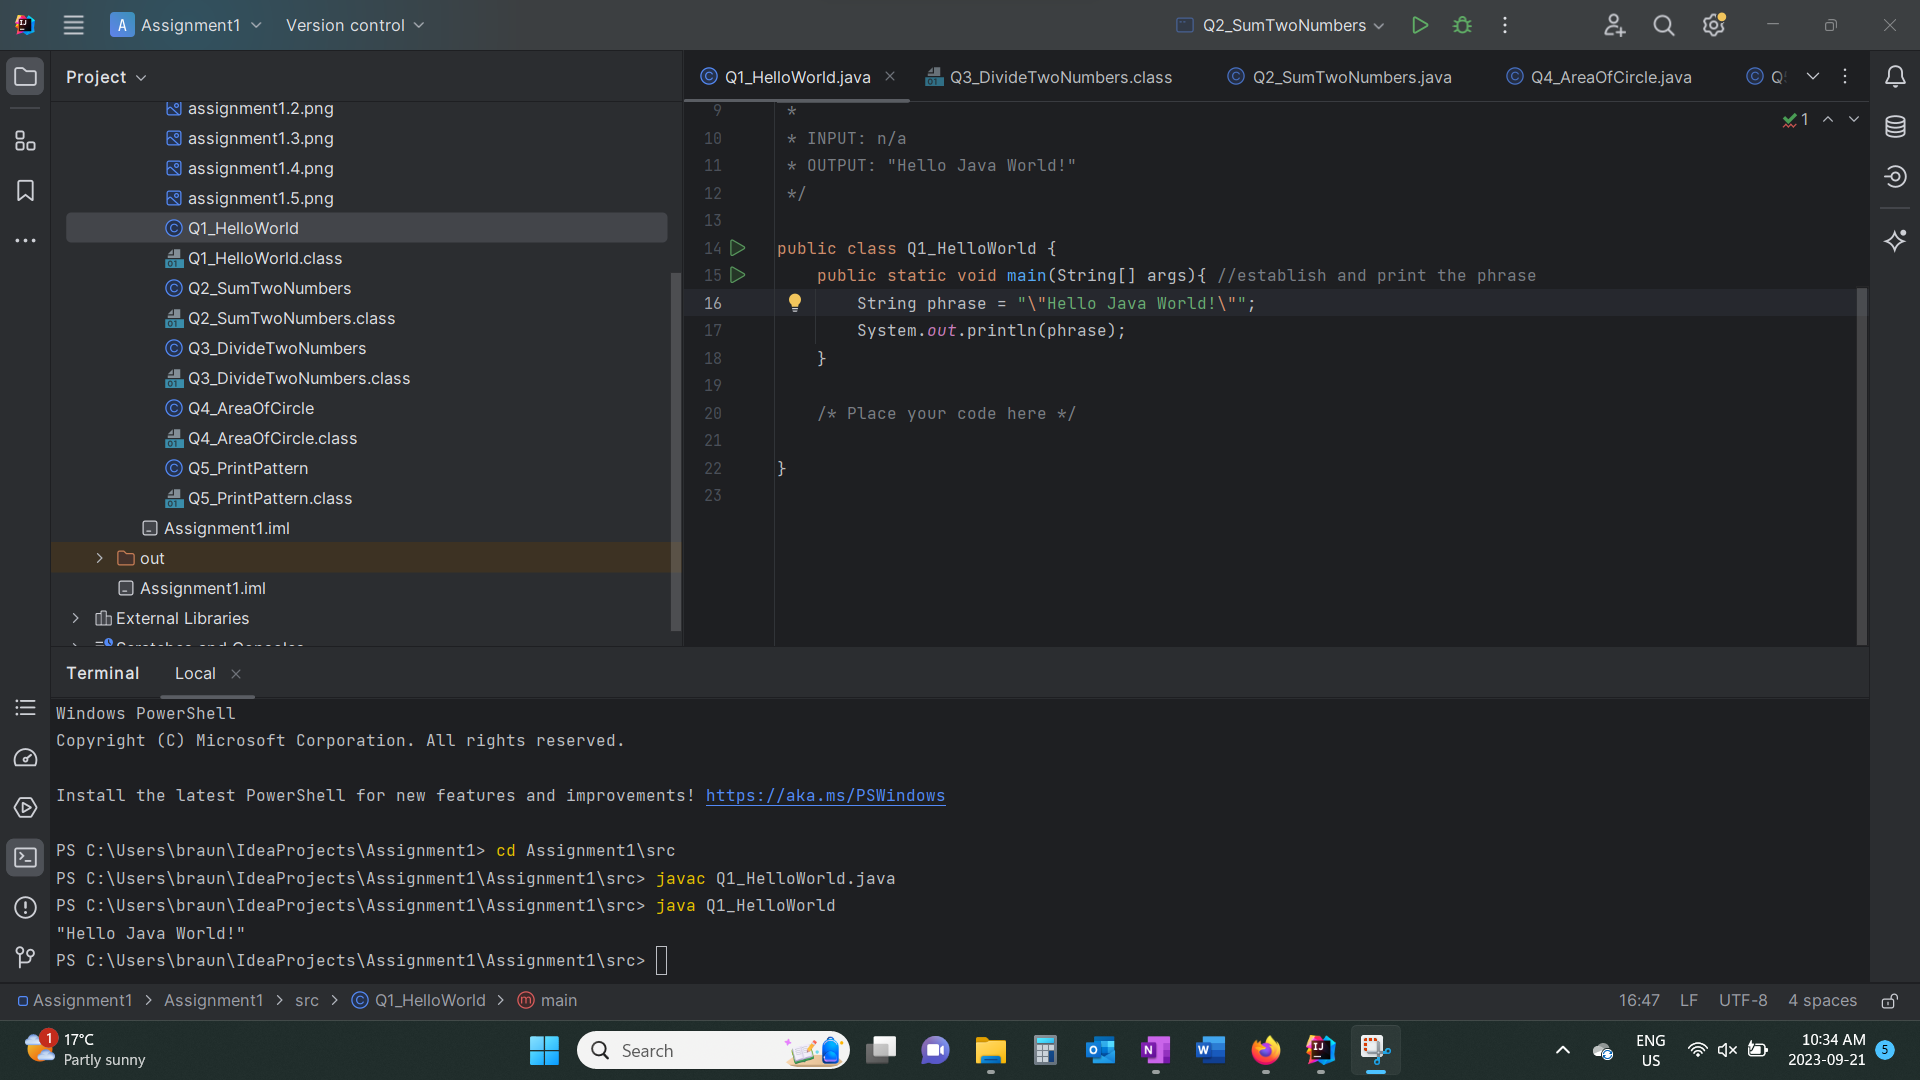 Assignment1
Version control
Q2_SumTwoNumbers
Project
Q1_HelloWorld.java
Q3_DivideTwoNumbers.class
Q2_SumTwoNumbers.java
Q4_AreaOfCircle.java
assignment1.2.png
assignment1.3.png
assignment1.4.png
assignment1.5.png
Q1_HelloWorld
Q1_HelloWorld.class
Q2_SumTwoNumbers
Q2_SumTwoNumbers.class
Q3_DivideTwoNumbers
Q3_DivideTwoNumbers.class
Q4_AreaOfCircle
Q4_AreaOfCircle.class
Q5_PrintPattern
Q5_PrintPattern.class
Assignment1.iml
out
Assignment1.iml
External Libraries
1
9 *
10 * INPUT: n/a
11 * OUTPUT: "Hello Java World!"
12 */
13
14 public class Q1_HelloWorld {
15 public static void main(String[] args){ //establish and print the phrase
16 String phrase = "\"Hello Java World!\"";
17 System.out.println(phrase);
18 }
19
20 /* Place your code here */
21
22 }
23
Terminal
Local
Windows PowerShell
Copyright (C) Microsoft Corporation. All rights reserved.
Install the latest PowerShell for new features and improvements! https://aka.ms/PSWindows
PS C:\Users\braun\IdeaProjects\Assignment1> cd Assignment1\src
PS C:\Users\braun\IdeaProjects\Assignment1\Assignment1\src> javac Q1_HelloWorld.java
PS C:\Users\braun\IdeaProjects\Assignment1\Assignment1\src> java Q1_HelloWorld
"Hello Java World!"
PS C:\Users\braun\IdeaProjects\Assignment1\Assignment1\src>
Assignment1 > Assignment1 > src > Q1_HelloWorld > main
16:47 LF UTF-8 4 spaces
1
17°C
Partly sunny
Search
ENG
US
10:34 AM
2023-09-21
5